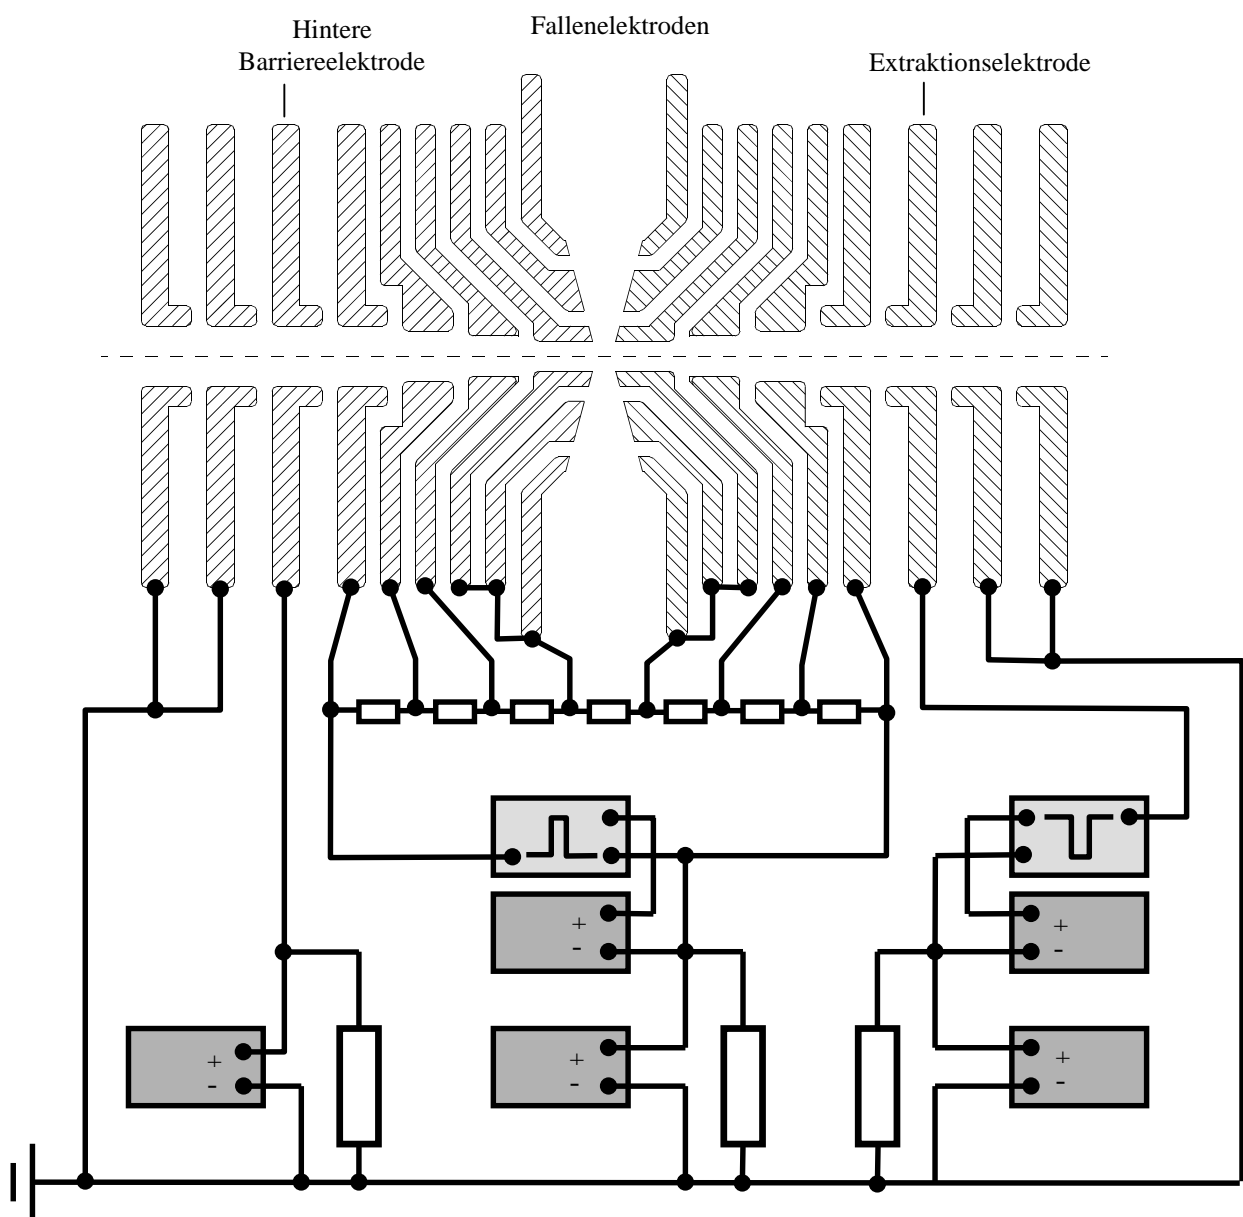 Hintere
Barriereelektrode
Fallenelektroden
Extraktionselektrode
+
-
+
-
+
-
+
-
+
-